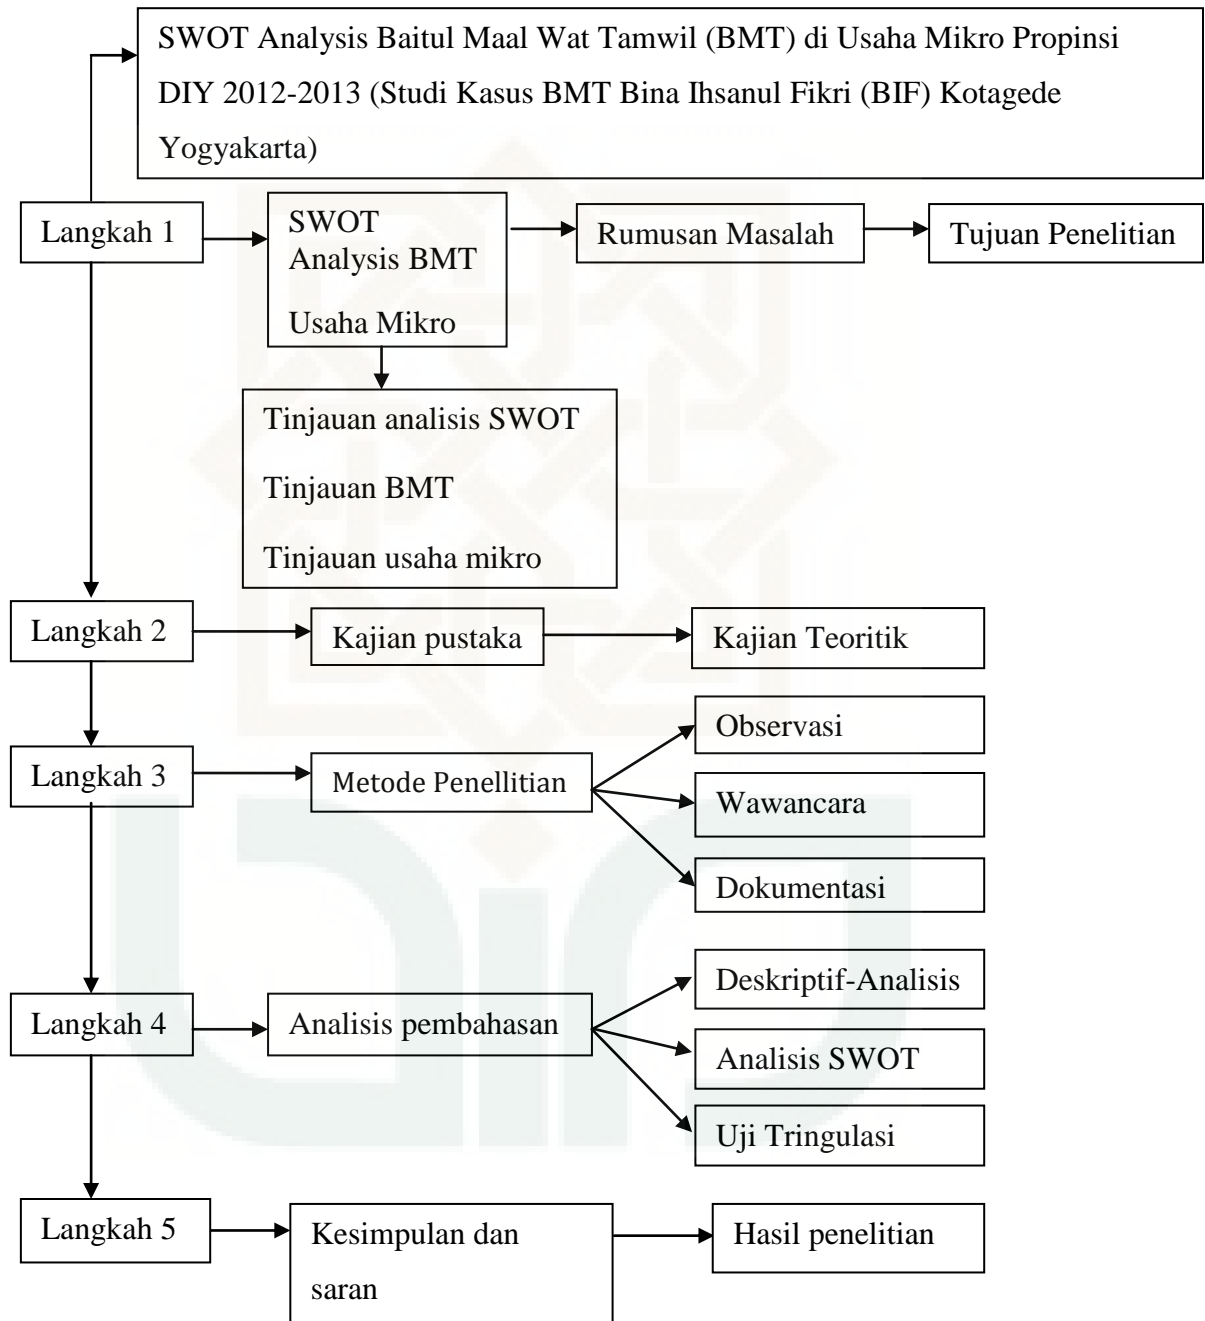 SWOT Analysis Baitul Maal Wat Tamwil (BMT) di Usaha Mikro Propinsi
DIY 2012-2013 (Studi Kasus BMT Bina Ihsanul Fikri (BIF) Kotagede
Yogyakarta)
Langkah 1
SWOT
Analysis BMT
Usaha Mikro
Rumusan Masalah
Tujuan Penelitian
Tinjauan analisis SWOT
Tinjauan BMT
Tinjauan usaha mikro
Langkah 2
Kajian pustaka
Kajian Teoritik
Langkah 3
Metode Penellitian
Observasi
Wawancara
Dokumentasi
Langkah 4
Analisis pembahasan
Deskriptif-Analisis
Analisis SWOT
Uji Tringulasi
Langkah 5
Kesimpulan dan
saran
Hasil penelitian